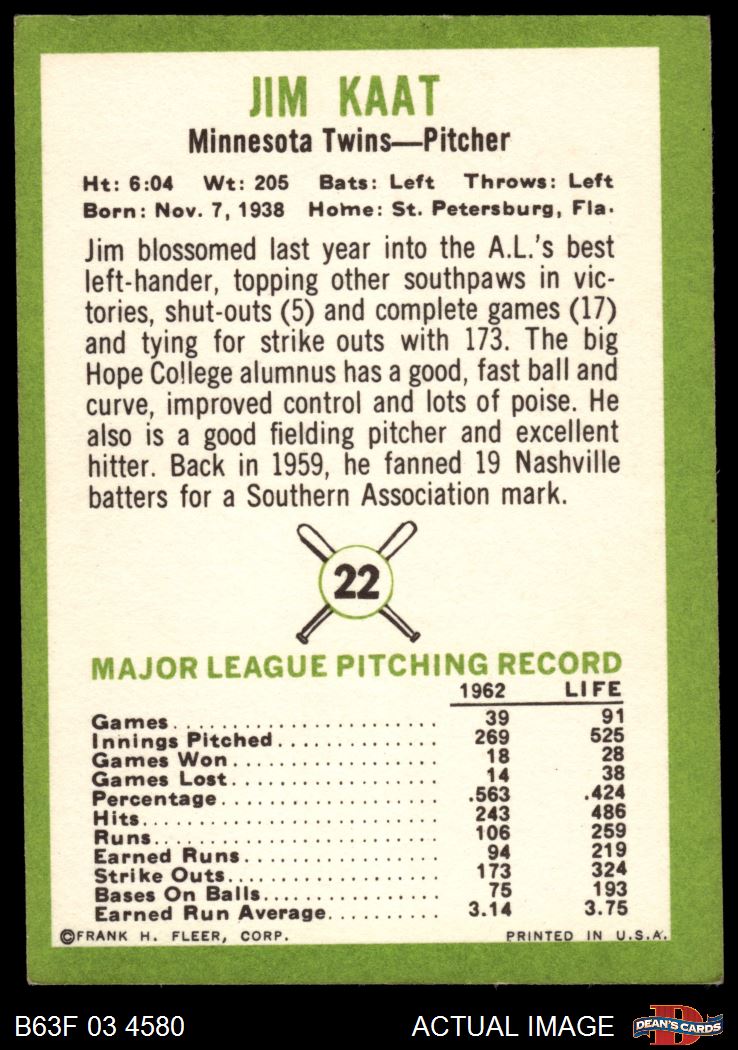 JIM KAAT
Minnesota Twins—Pitcher
Ht: 6:04 Wt: 205 Bats: Left Throws: Left
Born: Nov. 7, 1938 Home: St. Petersburg, Fla.
Jim blossomed last year into the A.L.'s best
left-hander, topping other southpaws in vic-
tories, shut-outs (5) and complete games (17)
and tying for strike outs with 173. The big
Hope College alumnus has a good, fast ball and
curve, improved control and lots of poise. He
also is a good fielding pitcher and excellent
hitter. Back in 1959, he fanned 19 Nashville
batters for a Southern Association mark.
22
MAJOR LEAGUE PITCHING RECORD
1962 LIFE
Games........................ 39 91
Innings Pitched.............. 269 525
Games Won.................. 18 28
Games Lost.................. 14 38
Percentage................... .563 .424
Hits.......................... 243 486
Runs......................... 106 259
Earned Runs................. 94 219
Strike Outs.................. 173 324
Bases On Balls............... 75 193
Earned Run Average.......... 3.14 3.75
©FRANK H. FLEER, CORP. PRINTED IN U.S.A.
B63F 03 4580 ACTUAL IMAGE D DEAN'S CARDS